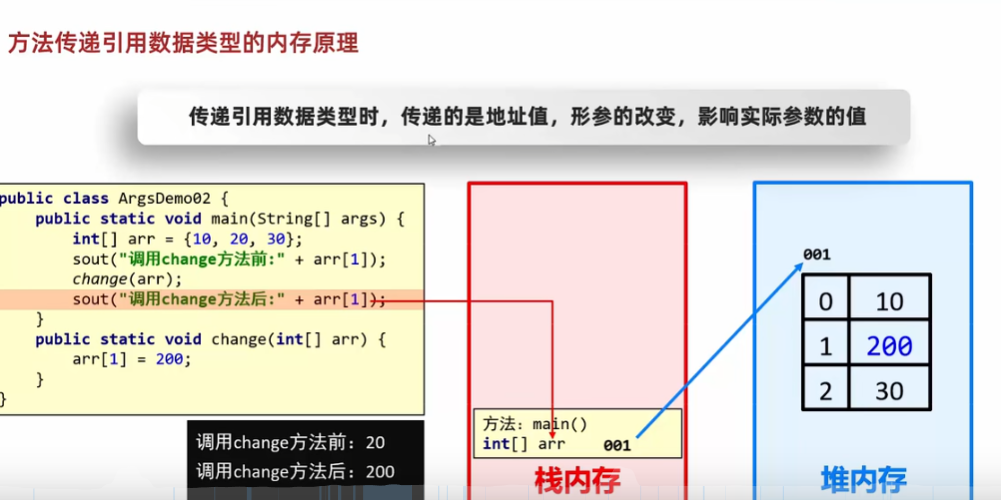 方法传递引用数据类型的内存原理
传递引用数据类型时，传递的是地址值，形参的改变，影响实际参数的值
public class ArgsDemo02 {
public static void main(String[] args) {
int[] arr = {10, 20, 30};
sout("调用change方法前:" + arr[1]);
change(arr);
sout("调用change方法后:" + arr[1]);
}
public static void change(int[] arr) {
arr[1] = 200;
}
}
调用change方法前: 20
调用change方法后: 200
方法: main()
int[] arr 001
栈内存
001
0 10
1 200
2 30
堆内存